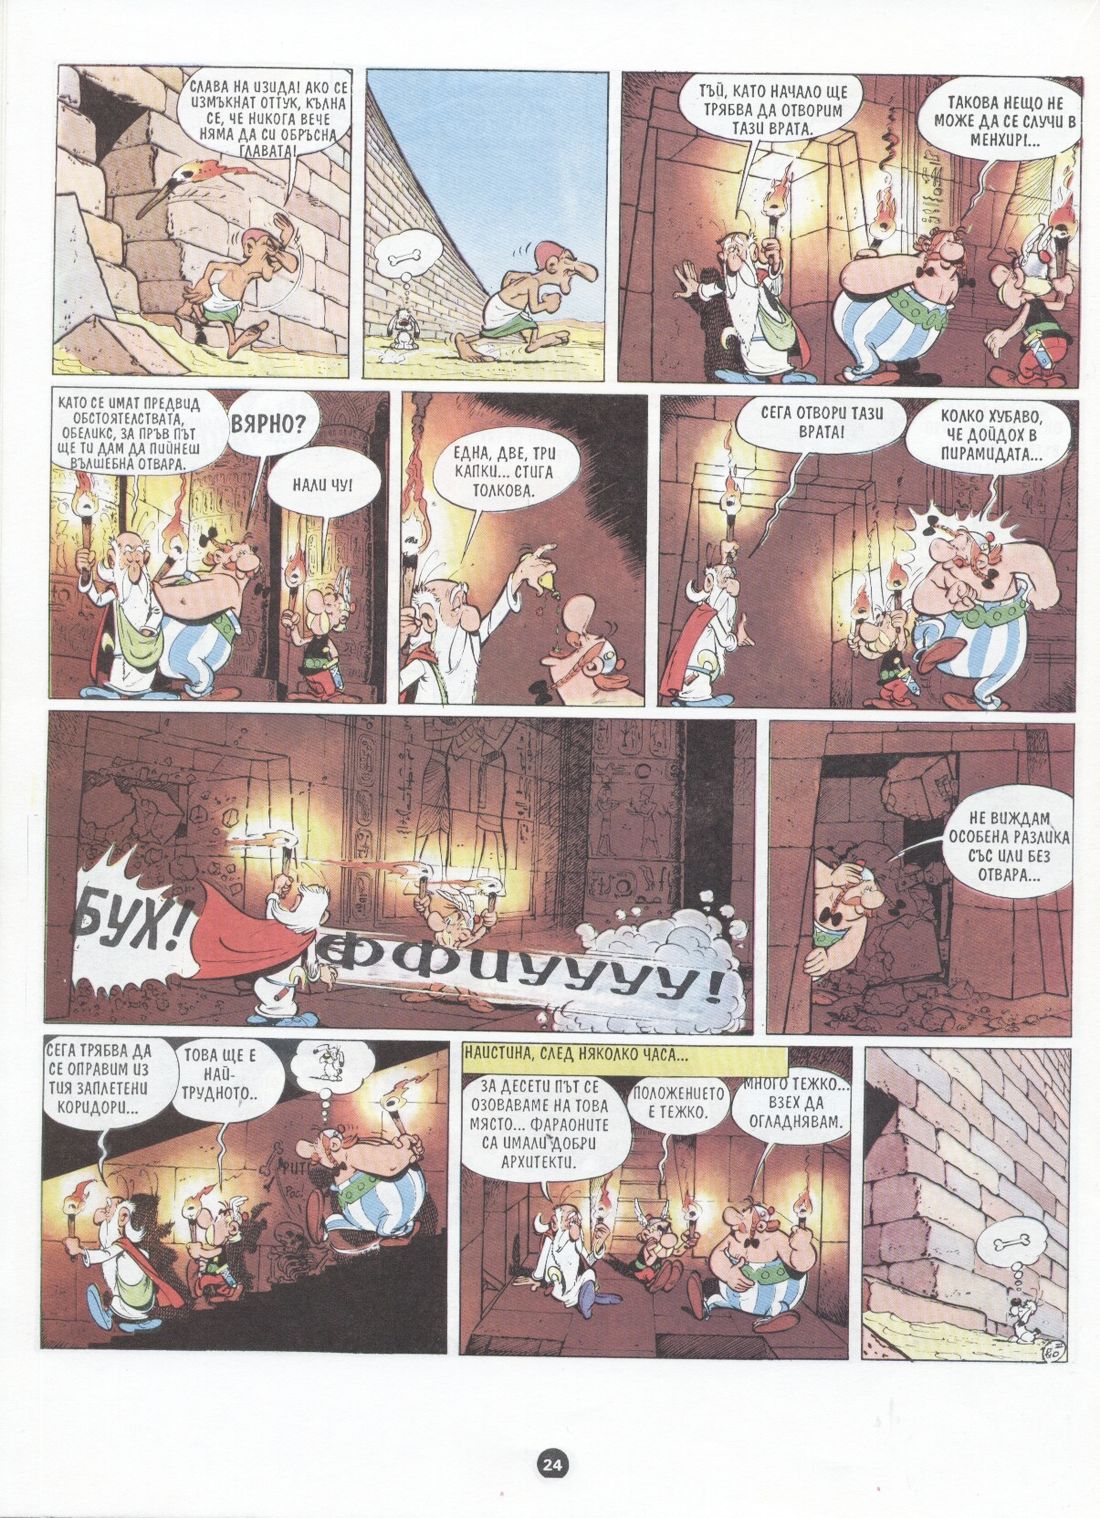 СЛАВА НА ИЗИДА! АКО СЕ
ИЗМЪКНАТ ОТТУК, КЪЛНА
СЕ, ЧЕ НИКОГА ВЕЧЕ
НЯМА ДА СИ ОБРЪСНА
ГЛАВАТА!
ТЪЙ, КАТО НАЧАЛО ЩЕ
ТРЯБВА ДА ОТВОРИМ
ТАЗИ ВРАТА.
ТАКОВА НЕЩО НЕ
МОЖЕ ДА СЕ СЛУЧИ В
МЕНХИР!...
КАТО СЕ ИМАТ ПРЕДВИД
ОБСТОЯТЕЛСТВАТА,
ОБЕЛИКС, ЗА ПРЪВ ПЪТ
ЩЕ ТИ ДАМ ДА ПИЙНЕШ
ВЪЛШЕБНА ОТВАРА.
ВЯРНО?
НАЛИ ЧУ!
ЕДНА, ДВЕ, ТРИ
КАПКИ... СТИГА
ТОЛКОВА.
СЕГА ОТВОРИ ТАЗИ
ВРАТА!
КОЛКО ХУБАВО,
ЧЕ ДОЙДОХ В
ПИРАМИДАТА...
БУХ!
ФФИУУУУ!
НЕ ВИЖДАМ
ОСОБЕНА РАЗЛИКА
СЪС ИЛИ БЕЗ
ОТВАРА...
СЕГА ТРЯБВА ДА
СЕ ОПРАВИМ ИЗ
ТИЯ ЗАПЛЕТЕНИ
КОРИДОРИ...
ТОВА ЩЕ Е
НАЙ-
ТРУДНОТО..
НАИСТИНА, СЛЕД НЯКОЛКО ЧАСА...
ЗА ДЕСЕТИ ПЪТ СЕ
ОЗОВАВАМЕ НА ТОВА
МЯСТО... ФАРАОНИТЕ
СА ИМАЛИ ДОБРИ
АРХИТЕКТИ.
ПОЛОЖЕНИЕТО
Е ТЕЖКО.
МНОГО ТЕЖКО...
ВЗЕХ ДА
ОГЛАДНЯВАМ.
24